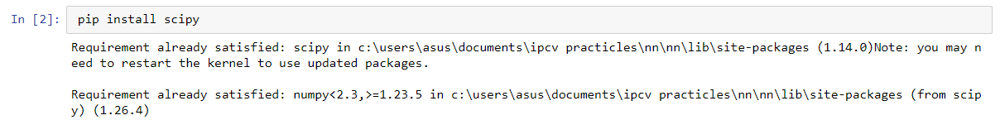 In [2]: pip install scipy
Requirement already satisfied: scipy in c:\users\asus\documents\ipcv practicles\nn\nn\lib\site-packages (1.14.0)Note: you may n
eed to restart the kernel to use updated packages.
Requirement already satisfied: numpy<2.3,>=1.23.5 in c:\users\asus\documents\ipcv practicles\nn\nn\lib\site-packages (from scip
y) (1.26.4)